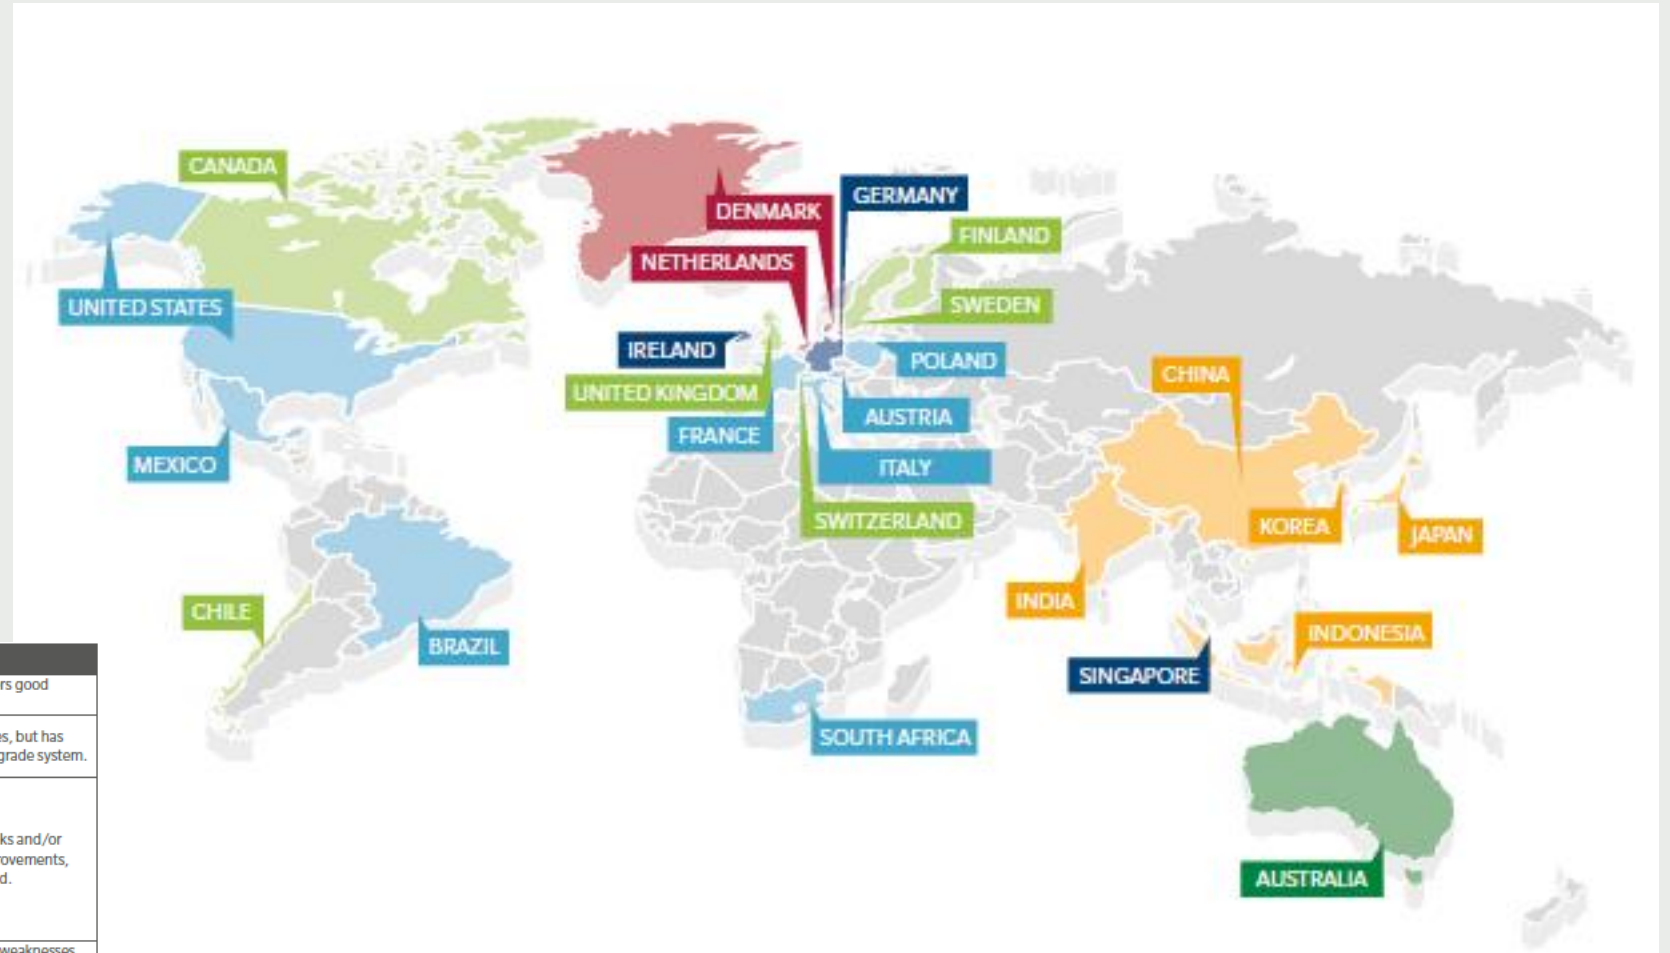 CANADA
GERMANY
DENMARK
FINLAND
NETHERLANDS
UNITED STATES
SWEDEN
IRELAND
POLAND
CHINA
UNITED KINGDOM
AUSTRIA
FRANCE
MEXICO
ITALY
SWITZERLAND
KOREA
JAPAN
INDIA
CHILE
INDONESIA
BRAZIL
SINGAPORE
SOUTH AFRICA
AUSTRALIA
rs good
es, but has
grade system.
ks and/or
rovements,
d.
weaknesses